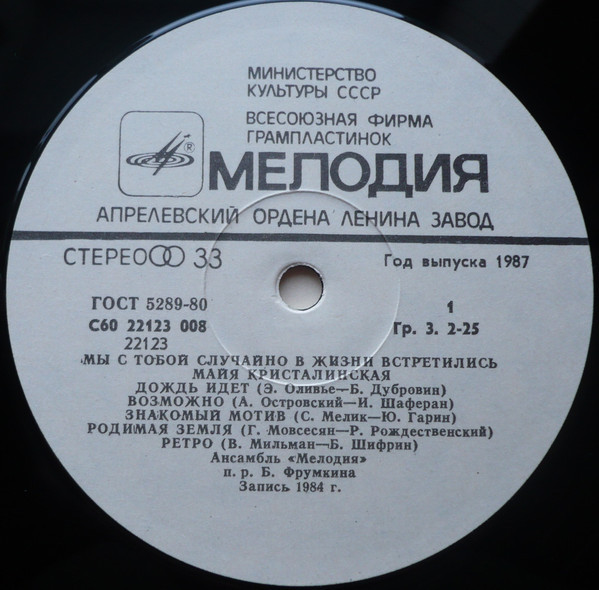 МИНИСТЕРСТВО
КУЛЬТУРЫ СССР
ВСЕСОЮЗНАЯ ФИРМА
ГРАМПЛАСТИНОК
®
МЕЛОДИЯ
АПРЕЛЕВСКИЙ ОРДЕНА ЛЕНИНА ЗАВОД
СТЕРЕО 33
Год выпуска 1987
ГОСТ 5289-80
1
С60 22123 008
Гр. 3. 2-25
22123
МЫ С ТОБОЙ СЛУЧАЙНО В ЖИЗНИ ВСТРЕТИЛИСЬ
МАЙЯ КРИСТАЛИНСКАЯ
ДОЖДЬ ИДЕТ (Э. Оливье—Б. Дубровин)
ВОЗМОЖНО (А. Островский—И. Шаферан)
ЗНАКОМЫЙ МОТИВ (С. Мелик—Ю. Гарин)
РОДИМАЯ ЗЕМЛЯ (Г. Мовсесян—Р. Рождественский)
РЕТРО (В. Мильман—Б. Шифрин)
Ансамбль «Мелодия»
п. р. Б. Фрумкина
Запись 1984 г.